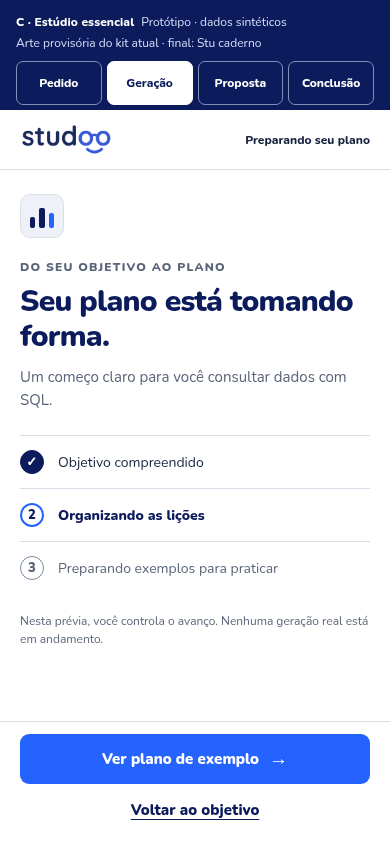 C · Estúdio essencial Protótipo · dados sintéticos
Arte provisória do kit atual · final: Stu caderno
Pedido
Geração
Proposta
Conclusão
studoo
Preparando seu plano
DO SEU OBJETIVO AO PLANO
Seu plano está tomando
forma.
Um começo claro para você consultar dados com
SQL.
✓ Objetivo compreendido
2 Organizando as lições
3 Preparando exemplos para praticar
Nesta prévia, você controla o avanço. Nenhuma geração real está
em andamento.
Ver plano de exemplo →
Voltar ao objetivo